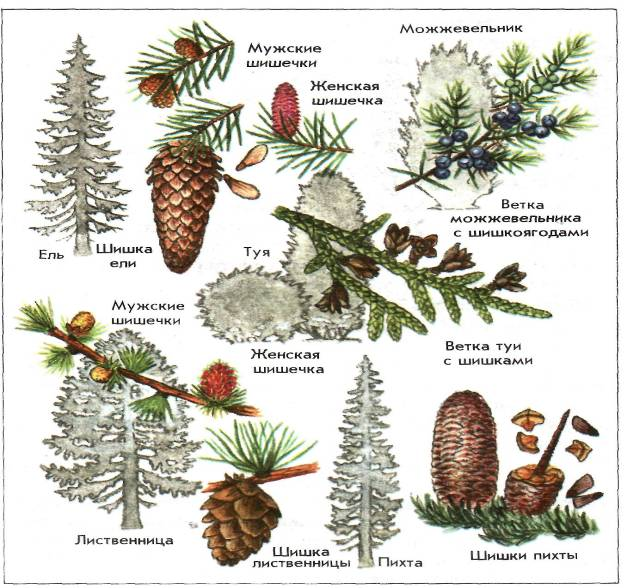 Мужские
шишечки
Женская
шишечка
Можжевельник
Ель
Шишка
ели
Туя
Ветка
можжевельника
с шишкоягодами
Мужские
шишечки
Женская
шишечка
Ветка туи
с шишками
Лиственница
Шишка
лиственницы
Пихта
Шишки пихты